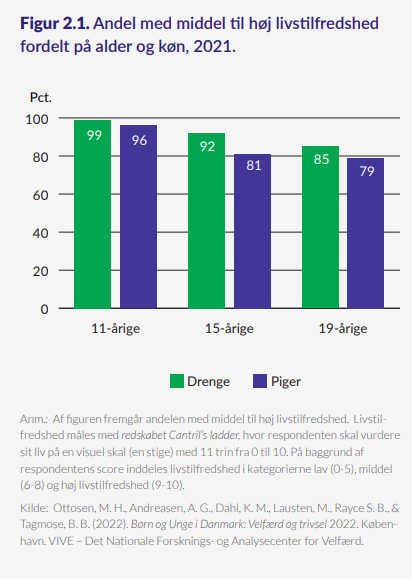 Figur 2.1. Andel med middel til høj livstilfredshed
fordelt på alder og køn, 2021.
Pct.
100
80
60
40
20
0
99
96
92
81
85
79
11-årige
15-årige
19-årige
Drenge
Piger
Anm.: Af figuren fremgår andelen med middel til høj livstilfredshed. Livstil-
fredshed måles med redskabet Cantril's ladder, hvor respondenten skal vurdere
sit liv på en visuel skal (en stige) med 11 trin fra 0 til 10. På baggrund af
respondentens score inddeles livstilfredshed i kategorierne lav (0-5), middel
(6-8) og høj livstilfredshed (9-10).
Kilde: Ottosen, M. H., Andreasen, A. G., Dahl, K. M., Lausten, M., Rayce S. B., &
Tagmose, B. B. (2022). Børn og Unge i Danmark: Velfærd og trivsel 2022. Køben-
havn. VIVE – Det Nationale Forsknings- og Analysecenter for Velfærd.